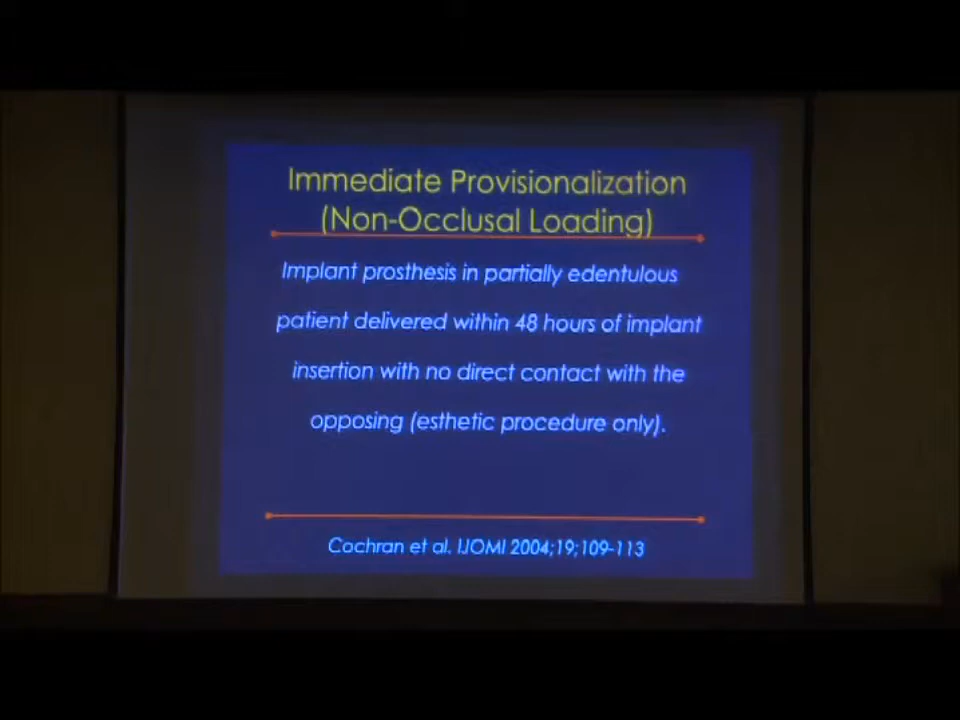 Immediate Provisionalization
(Non-Occlusal Loading)
Implant prosthesis in partially edentulous
patient delivered within 48 hours of implant
insertion with no direct contact with the
opposing (esthetic procedure only).
Cochran et al. IJOMI 2004;19;109-113